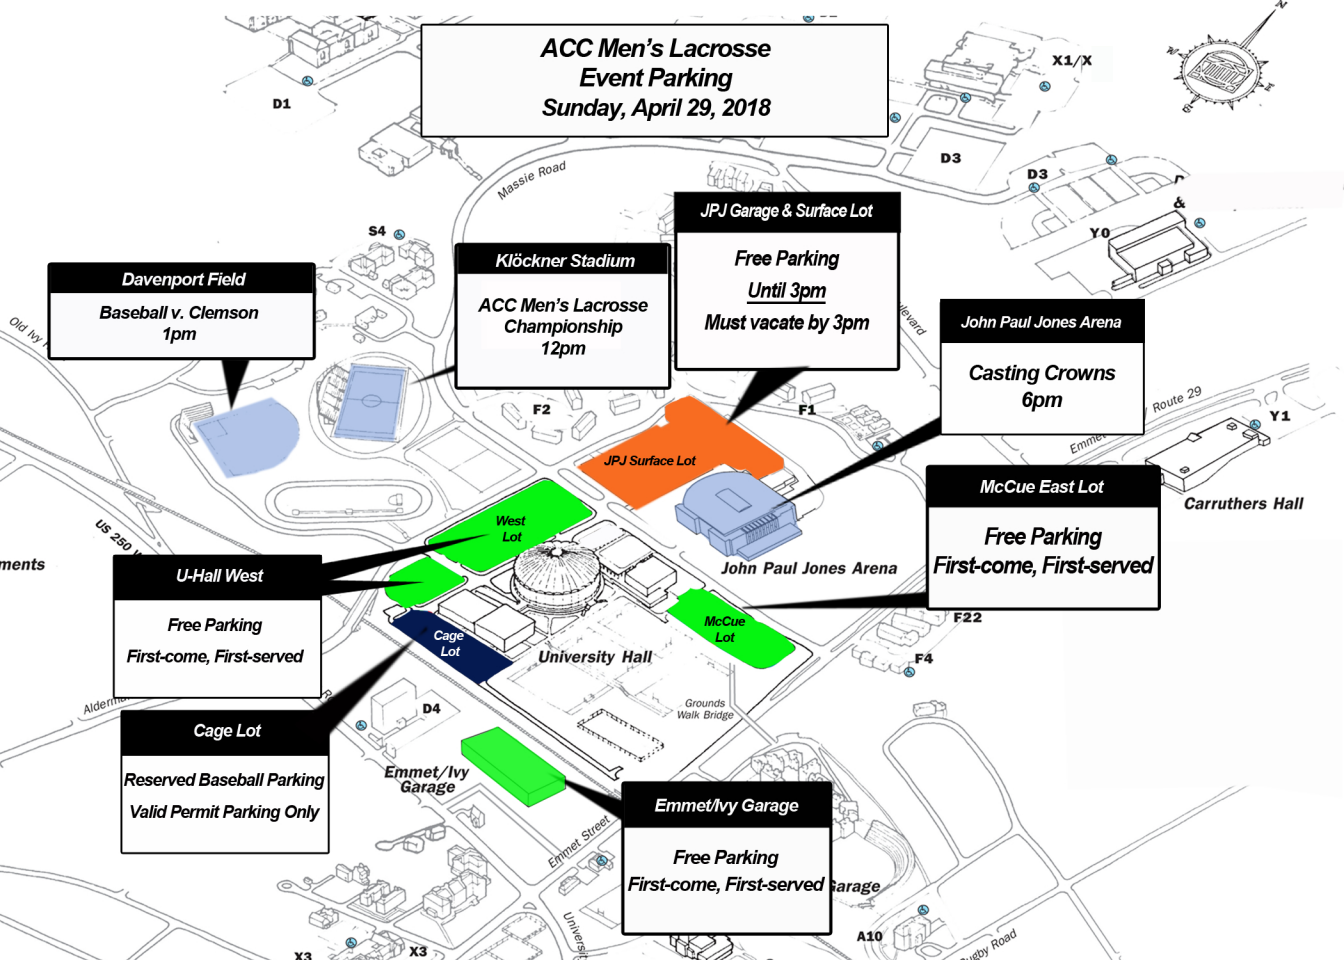 ACC Men's Lacrosse
Event Parking
Sunday, April 29, 2018
D1
X1/X
D3
D3
&
Y0
Massie Road
S4
Davenport Field
Baseball v. Clemson
1pm
Klöckner Stadium
ACC Men's Lacrosse
Championship
12pm
JPJ Garage & Surface Lot
Free Parking
Until 3pm
Must vacate by 3pm
John Paul Jones Arena
Casting Crowns
6pm
Old Ivy
F2
F1
Route 29
Emmet
Y1
Carruthers Hall
JPJ Surface Lot
McCue East Lot
Free Parking
First-come, First-served
West
Lot
US 250
ments
U-Hall West
Free Parking
First-come, First-served
John Paul Jones Arena
McCue
Lot
Cage
Lot
University Hall
F22
F4
Grounds
Walk Bridge
D4
Cage Lot
Reserved Baseball Parking
Valid Permit Parking Only
Emmet/Ivy
Garage
Emmet/Ivy Garage
Free Parking
First-come, First-served
Emmet Street
Garage
A10
Rugby Road
X3
X3